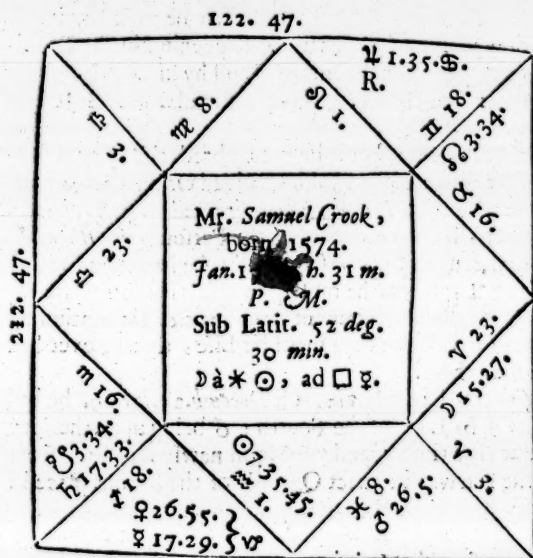 122. 47.
♃ 1.35.♋.
R.
♌ 1.
♊ 18.
☊ 3.34.
♉ 16.
♍ 8.
♎ 3.
♎ 23.
212. 47.
Mr. Samuel Crook,
born 1574.
Jan. h. 31 m.
P. M.
Sub Latit. 52 deg.
30 min.
☽ à ⚹ ☉, ad □ ☿.
♈ 23.
☽ 15.27.
♈ 3.
♓ 8.
♂ 26.5.
☉ 7.35.45.
♒ 1.
♀ 26.55.
☿ 17.29. } ♑
♐ 18.
♄ 17.33.
☋ 3.34.
♏ 16.